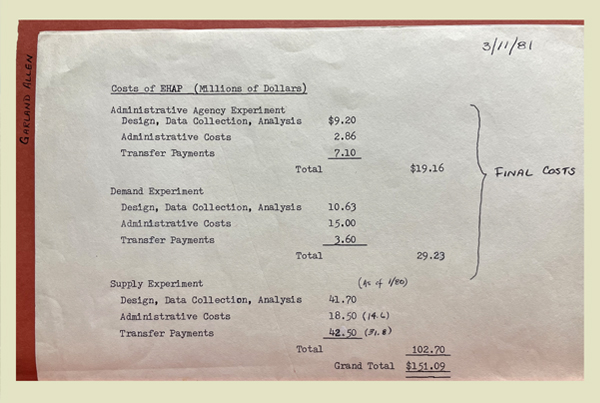 3/11/81
GARLAND ALLEN
Costs of EHAP (Millions of Dollars)
Administrative Agency Experiment
Design, Data Collection, Analysis $9.20
Administrative Costs 2.86
Transfer Payments 7.10
Total $19.16
FINAL COSTS
Demand Experiment
Design, Data Collection, Analysis 10.63
Administrative Costs 15.00
Transfer Payments 3.60
Total 29.23
Supply Experiment (As of 1/80)
Design, Data Collection, Analysis 41.70
Administrative Costs 18.50 (14.6)
Transfer Payments 42.50 (31.8)
Total 102.70
Grand Total $151.09